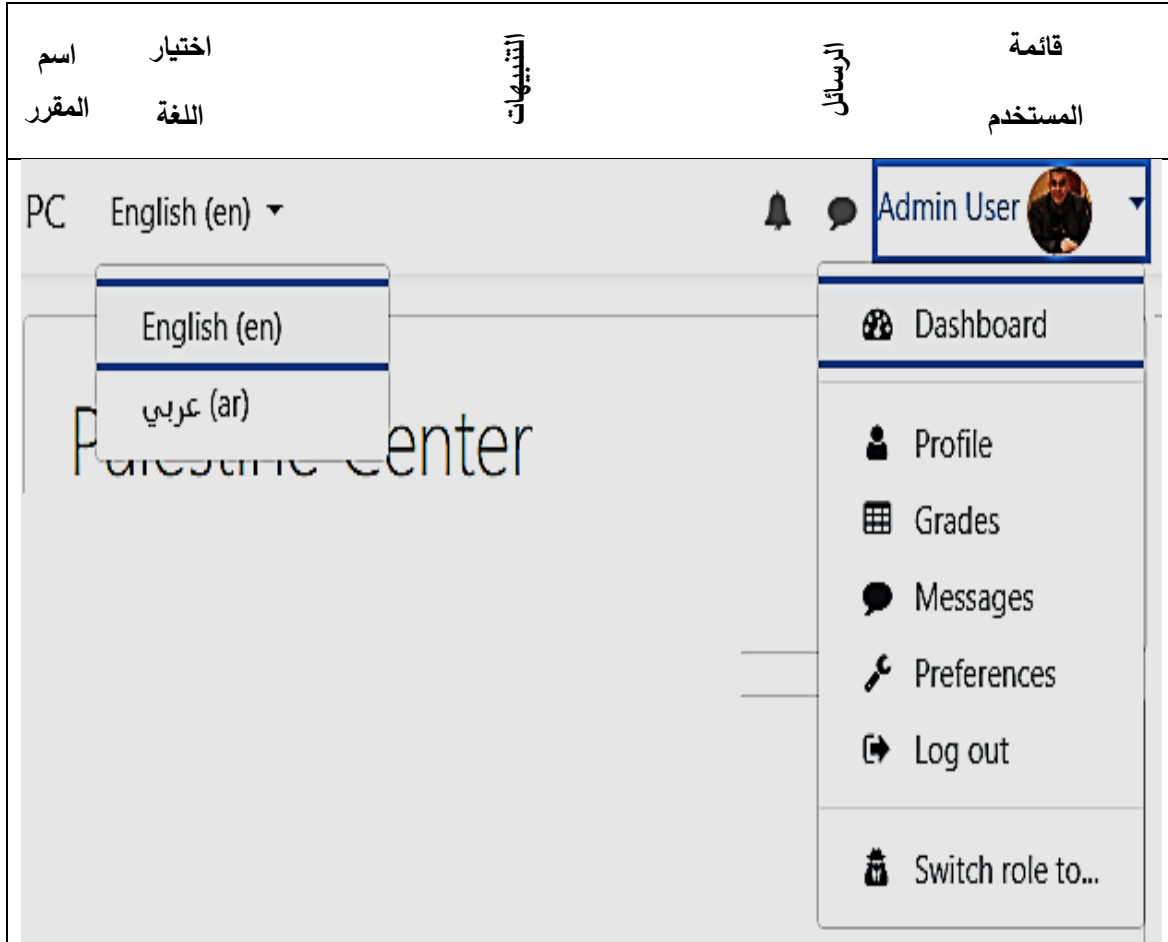 قائمة
المستخدم
الرسائل
التنبيهات
اختيار
اللغة
اسم
المقرر
PC
English (en)
Admin User
English (en)
عربي (ar)
Palestine Center
Dashboard
Profile
Grades
Messages
Preferences
Log out
Switch role to...